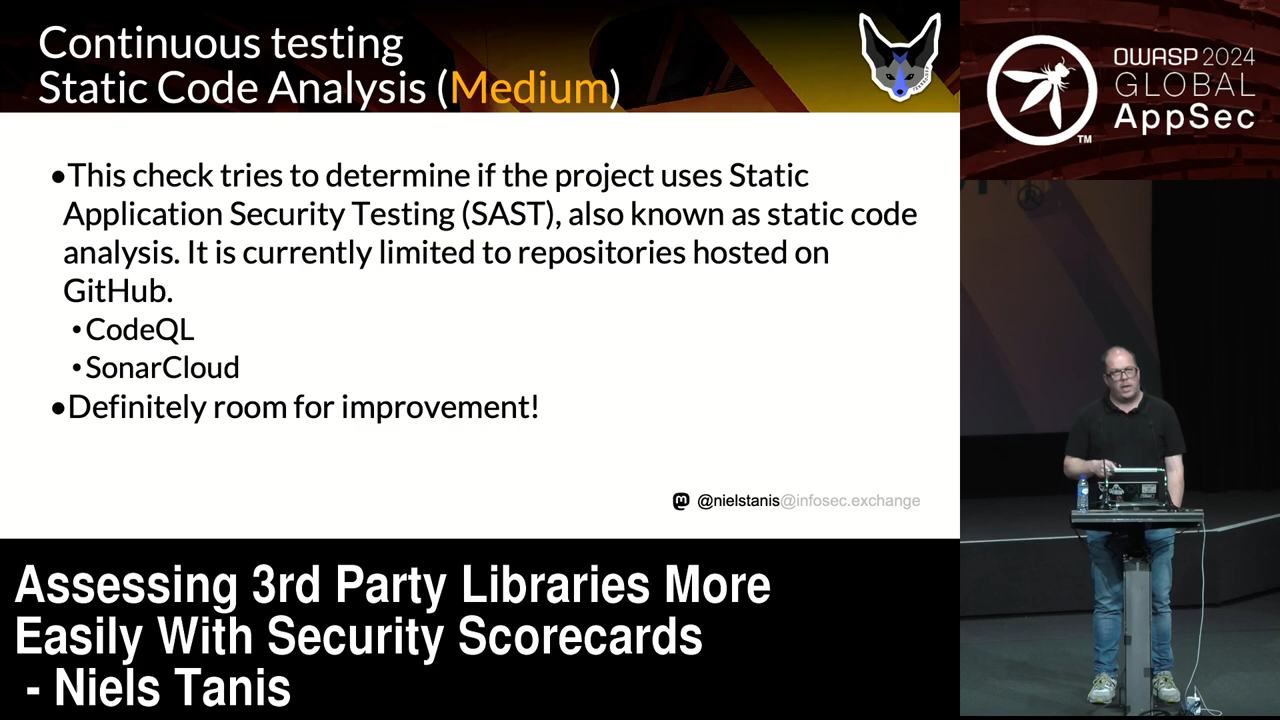 Continuous testing
Static Code Analysis (Medium)
•This check tries to determine if the project uses Static
Application Security Testing (SAST), also known as static code
analysis. It is currently limited to repositories hosted on
GitHub.
•CodeQL
•SonarCloud
•Definitely room for improvement!
@nielstanis@infosec.exchange
Assessing 3rd Party Libraries More
Easily With Security Scorecards
- Niels Tanis
OWASP 2024
GLOBAL
AppSec
TM